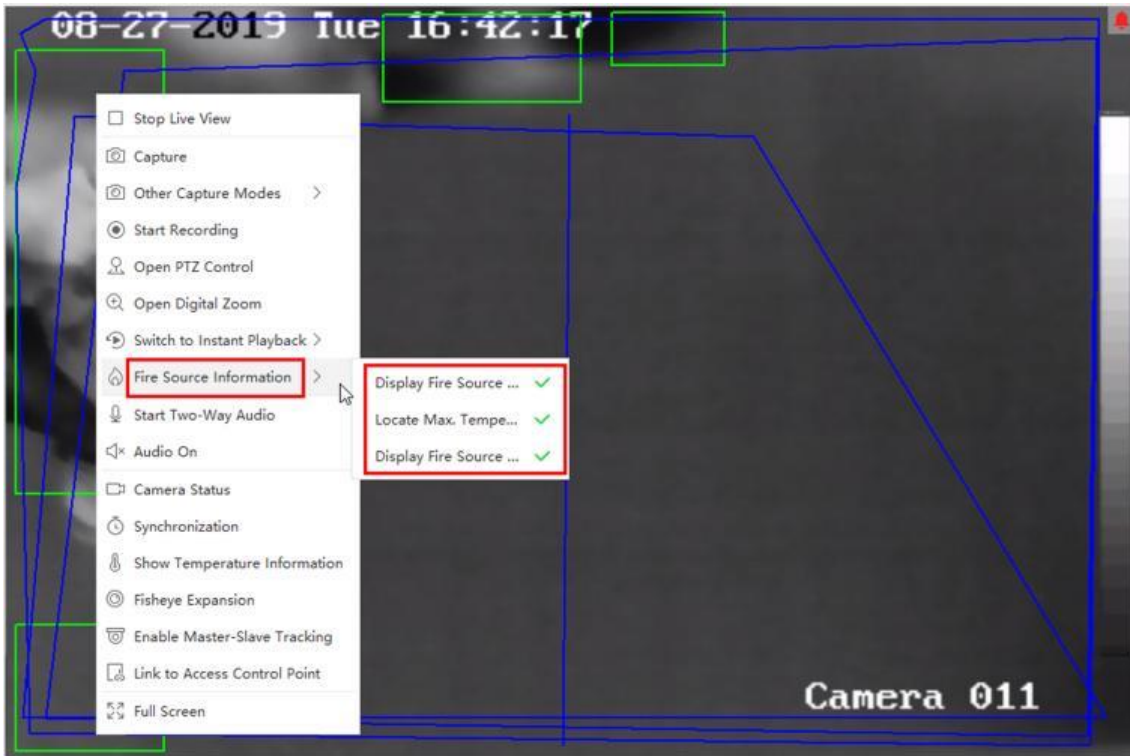 08-27-2019 Tue 16:42:17
Stop Live View
Capture
Other Capture Modes
Start Recording
Open PTZ Control
Open Digital Zoom
Switch to Instant Playback
Fire Source Information
Display Fire Source ...
Locate Max. Tempe...
Display Fire Source ...
Start Two-Way Audio
Audio On
Camera Status
Synchronization
Show Temperature Information
Fisheye Expansion
Enable Master-Slave Tracking
Link to Access Control Point
Full Screen
Camera 011